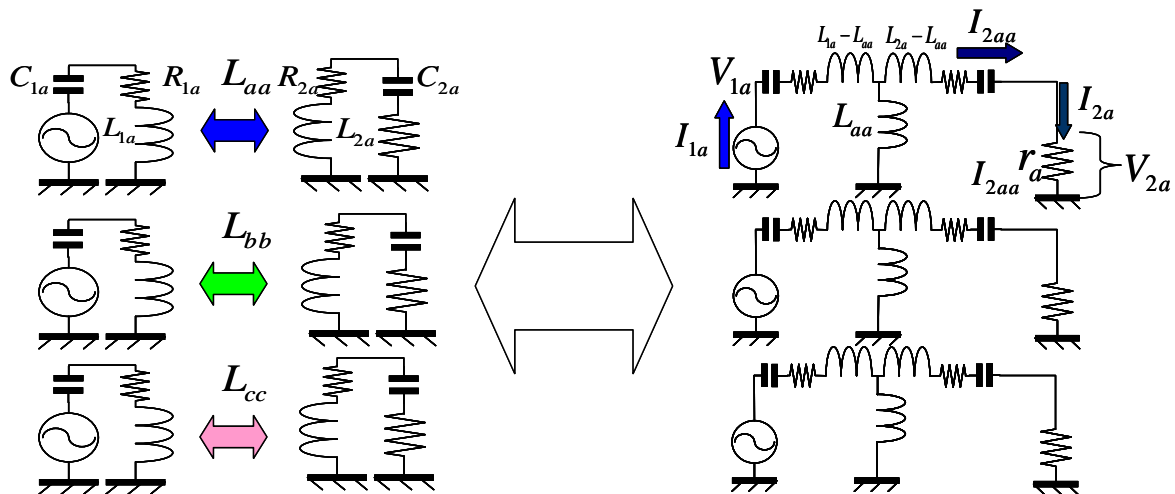 C1a
R1a
Laa
R2a
C2a
L1a
L2a
Lbb
Lcc
L1a−Laa
L2a−Laa
I2aa
V1a
I1a
Laa
I2a
I2aa
ra
V2a